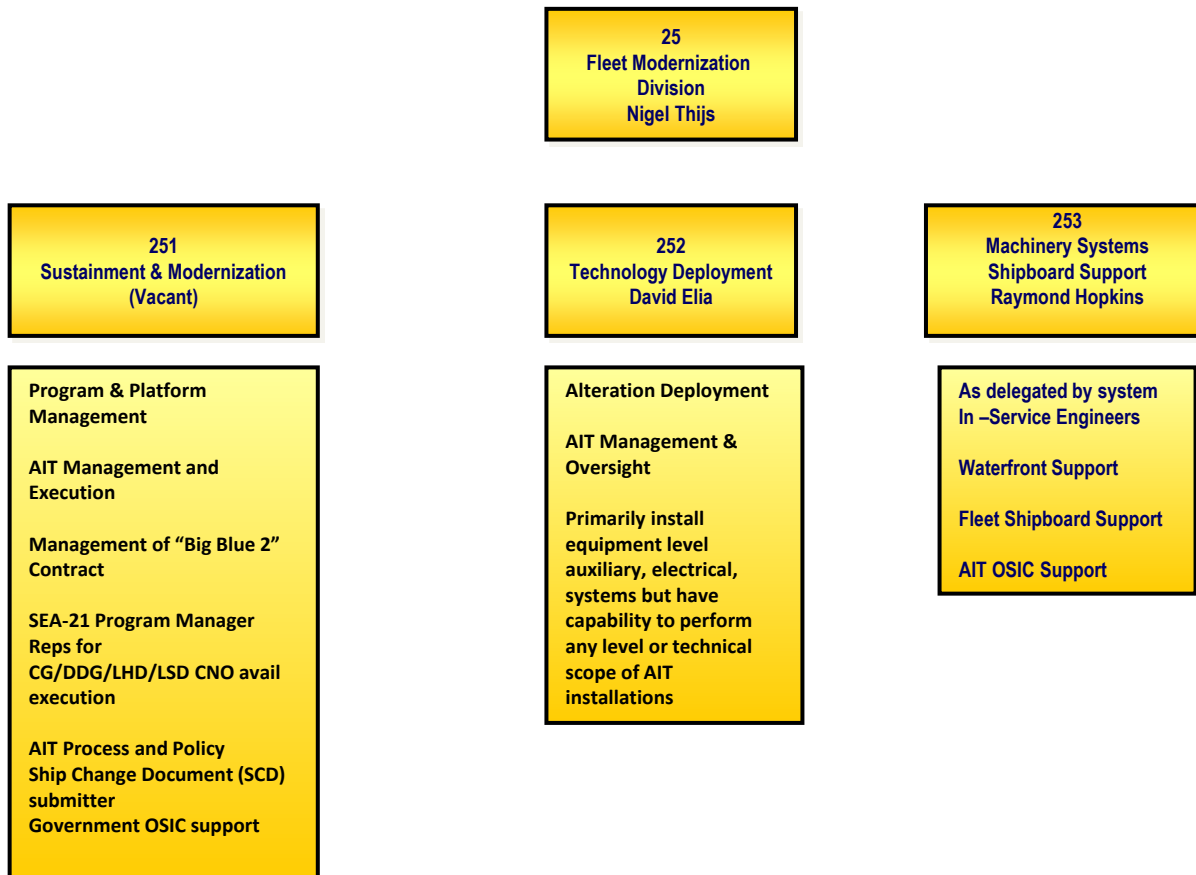 25
Fleet Modernization
Division
Nigel Thijs
251
Sustainment & Modernization
(Vacant)
252
Technology Deployment
David Elia
253
Machinery Systems
Shipboard Support
Raymond Hopkins
Program & Platform
Management
AIT Management and
Execution
Management of “Big Blue 2”
Contract
SEA-21 Program Manager
Reps for
CG/DDG/LHD/LSD CNO avail
execution
AIT Process and Policy
Ship Change Document (SCD)
submitter
Government OSIC support
Alteration Deployment
AIT Management &
Oversight
Primarily install
equipment level
auxiliary, electrical,
systems but have
capability to perform
any level or technical
scope of AIT
installations
As delegated by system
In –Service Engineers
Waterfront Support
Fleet Shipboard Support
AIT OSIC Support